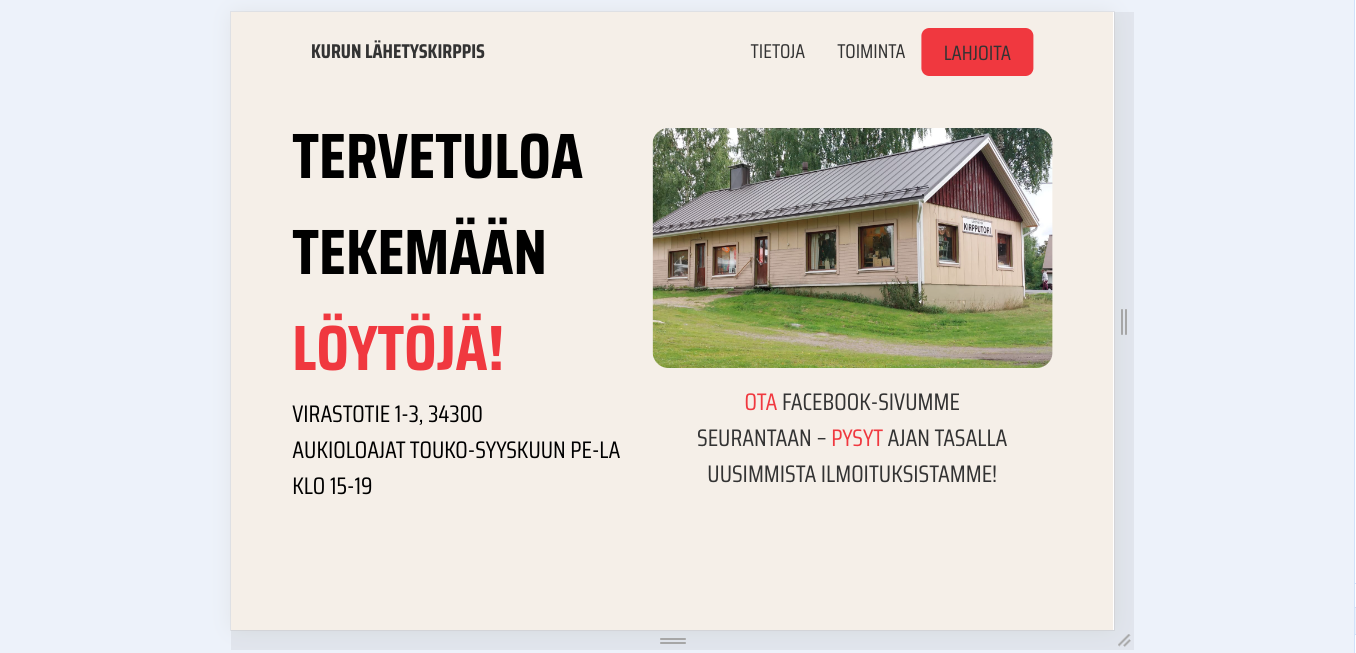 KURUN LÄHETYSKIRPPIS
TIETOJA
TOIMINTA
LAHJOITA
TERVETULOA
TEKEMÄÄN
LÖYTÖJÄ!
VIRASTOTIE 1-3, 34300
AUKIOLOAJAT TOUKO-SYYSKUUN PE-LA
KLO 15-19
KIRPPUTORI
OTA FACEBOOK-SIVUMME
SEURANTAAN – PYSYT AJAN TASALLA
UUSIMMISTA ILMOITUKSISTAMME!